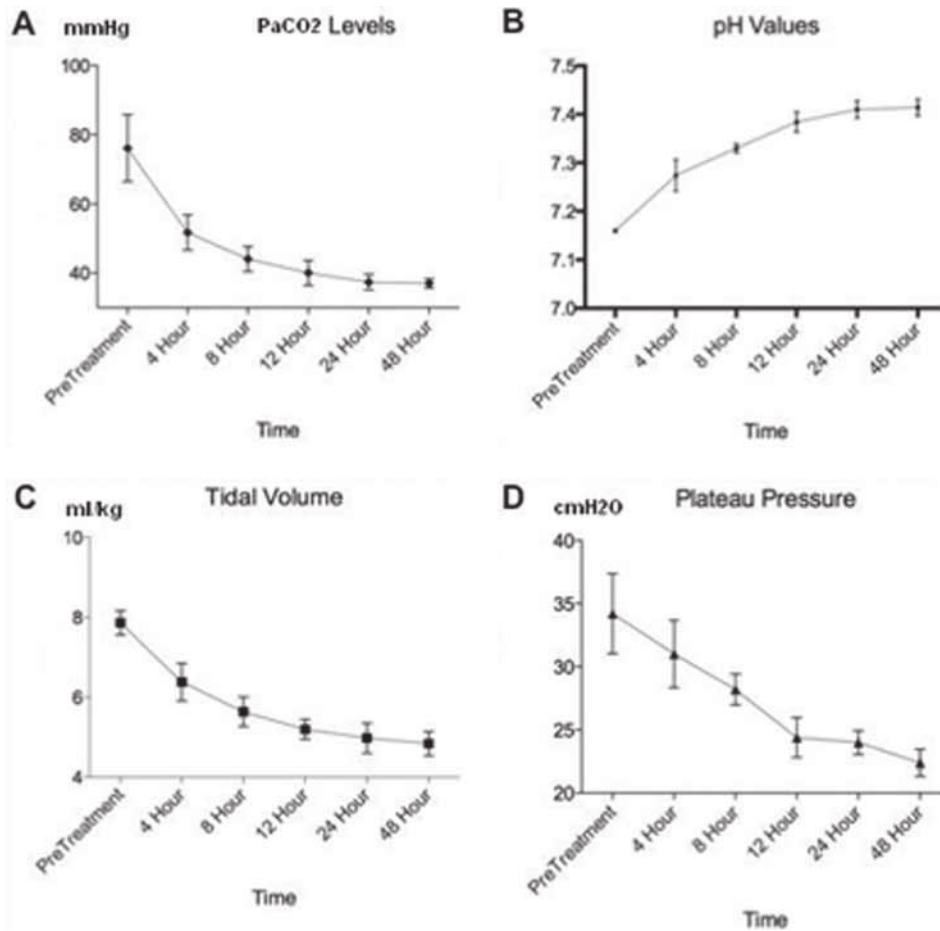 A mmHg PaCO2 Levels
100
80
60
40
PreTreatment
4 Hour
8 Hour
12 Hour
24 Hour
48 Hour
Time
B pH Values
7.5
7.4
7.3
7.2
7.1
7.0
PreTreatment
4 Hour
8 Hour
12 Hour
24 Hour
48 Hour
Time
C ml/kg Tidal Volume
10
8
6
4
PreTreatment
4 Hour
8 Hour
12 Hour
24 Hour
48 Hour
Time
D cmH2O Plateau Pressure
40
35
30
25
20
PreTreatment
4 Hour
8 Hour
12 Hour
24 Hour
48 Hour
Time